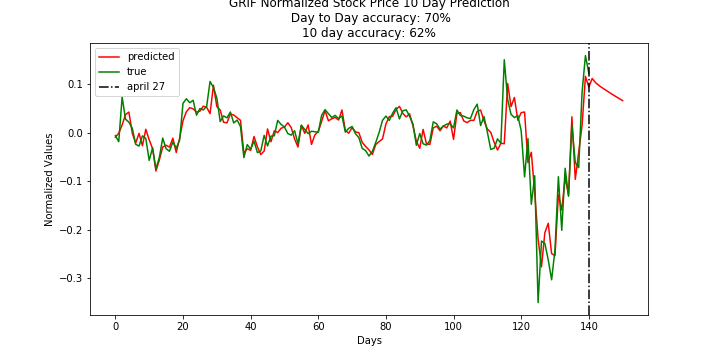 GRIF Normalized Stock Price 10 Day Prediction
Day to Day accuracy: 70%
10 day accuracy: 62%
predicted
true
april 27
Normalized Values
0.1
0.0
−0.1
−0.2
−0.3
0 20 40 60 80 100 120 140
Days